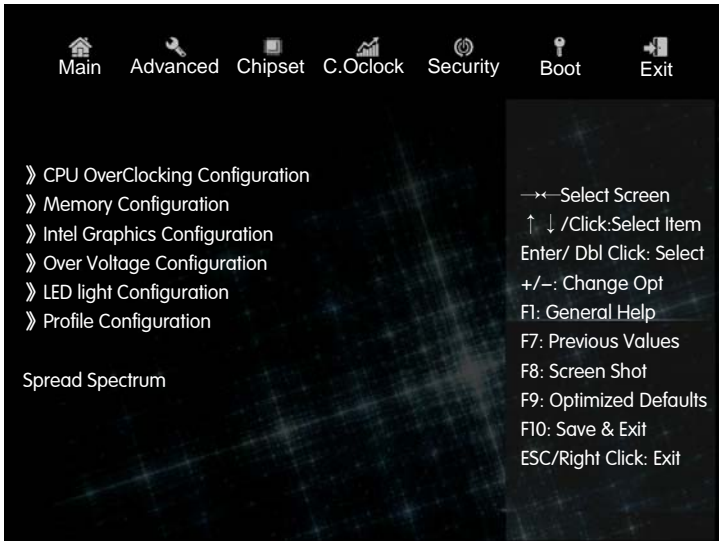 Main Advanced Chipset C.Oclock Security Boot Exit
》CPU OverClocking Configuration
》Memory Configuration
》Intel Graphics Configuration
》Over Voltage Configuration
》LED light Configuration
》Profile Configuration
Spread Spectrum
→←Select Screen
↑ ↓ /Click:Select Item
Enter/ Dbl Click: Select
+/−: Change Opt
F1: General Help
F7: Previous Values
F8: Screen Shot
F9: Optimized Defaults
F10: Save & Exit
ESC/Right Click: Exit